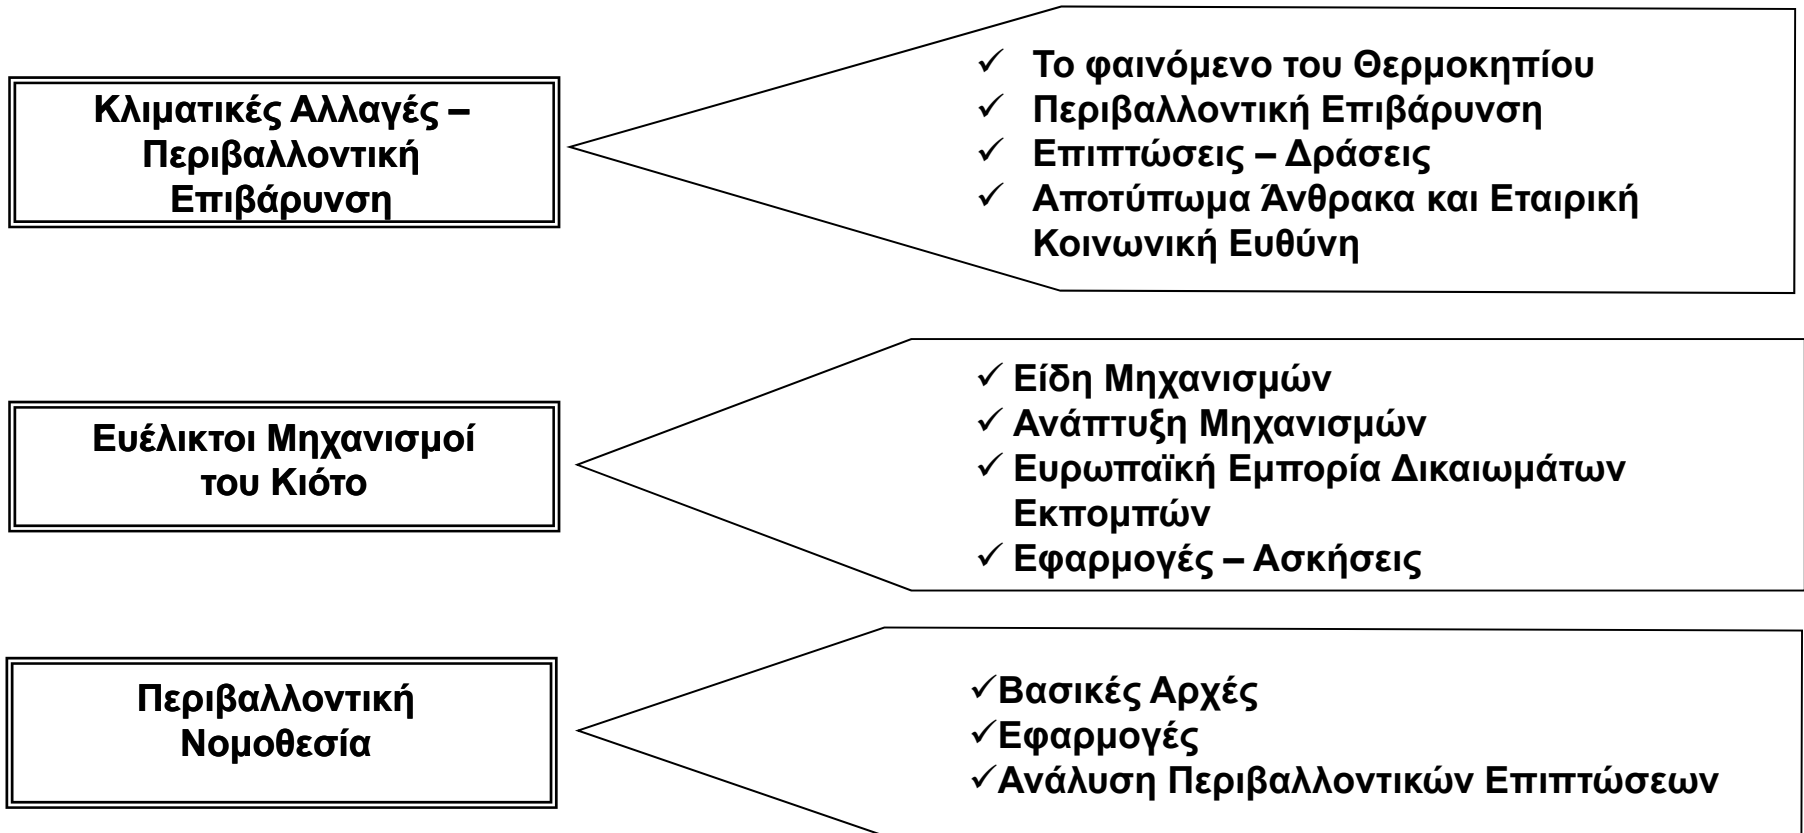 Κλιματικές Αλλαγές –
Περιβαλλοντική
Επιβάρυνση
✓ Το φαινόμενο του Θερμοκηπίου
✓ Περιβαλλοντική Επιβάρυνση
✓ Επιπτώσεις – Δράσεις
✓ Αποτύπωμα Άνθρακα και Εταιρική
Κοινωνική Ευθύνη
Ευέλικτοι Μηχανισμοί
του Κιότο
✓ Είδη Μηχανισμών
✓ Ανάπτυξη Μηχανισμών
✓ Ευρωπαϊκή Εμπορία Δικαιωμάτων
Εκπομπών
✓ Εφαρμογές – Ασκήσεις
Περιβαλλοντική
Νομοθεσία
✓Βασικές Αρχές
✓Εφαρμογές
✓Ανάλυση Περιβαλλοντικών Επιπτώσεων